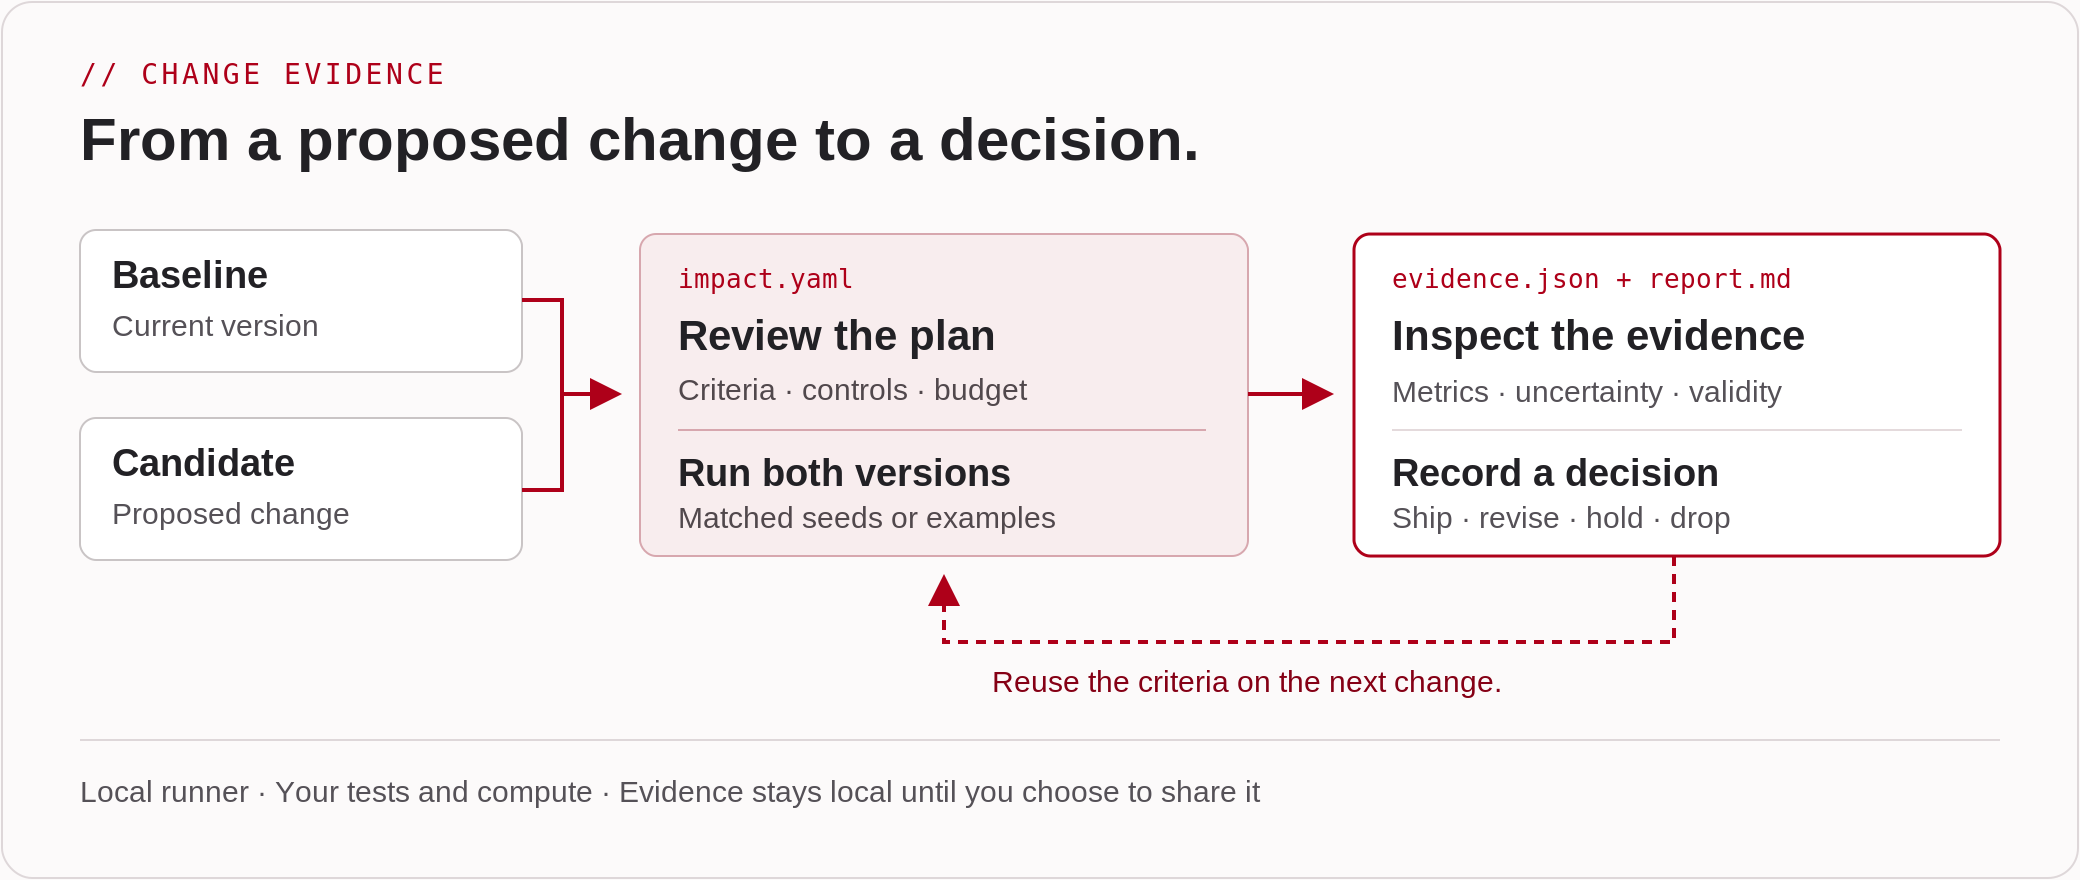 // CHANGE EVIDENCE
From a proposed change to a decision.
Baseline
Current version
Candidate
Proposed change
impact.yaml
Review the plan
Criteria · controls · budget
Run both versions
Matched seeds or examples
evidence.json + report.md
Inspect the evidence
Metrics · uncertainty · validity
Record a decision
Ship · revise · hold · drop
Reuse the criteria on the next change.
Local runner · Your tests and compute · Evidence stays local until you choose to share it